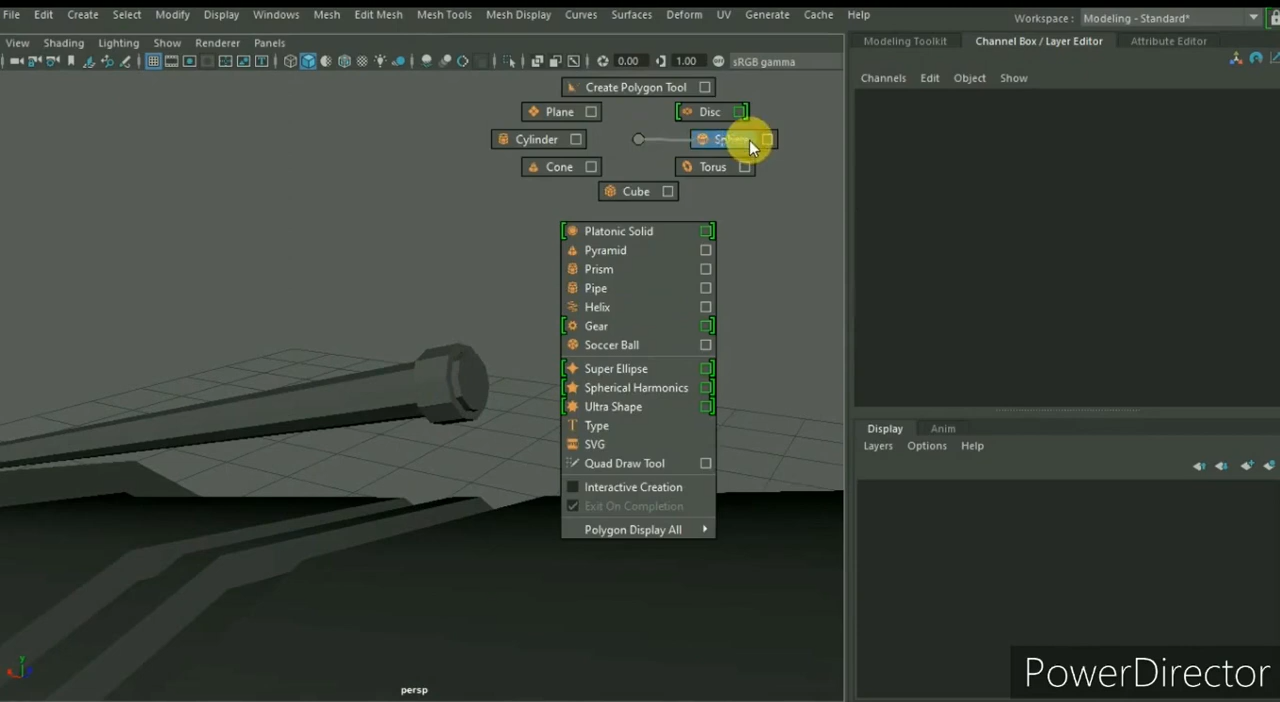 File Edit Create Select Modify Display Windows Mesh Edit Mesh Mesh Tools Mesh Display Curves Surfaces Deform UV Generate Cache Help
Workspace : Modeling - Standard*
View Shading Lighting Show Renderer Panels
Modeling Toolkit Channel Box / Layer Editor Attribute Editor
0.00 1.00 sRGB gamma
Channels Edit Object Show
Create Polygon Tool
Plane Disc
Cylinder Sphere
Cone Torus
Cube
Platonic Solid
Pyramid
Prism
Pipe
Helix
Gear
Soccer Ball
Super Ellipse
Spherical Harmonics
Ultra Shape
Type
SVG
Quad Draw Tool
Interactive Creation
Exit On Completion
Polygon Display All
Display Anim
Layers Options Help
y
persp
PowerDirector